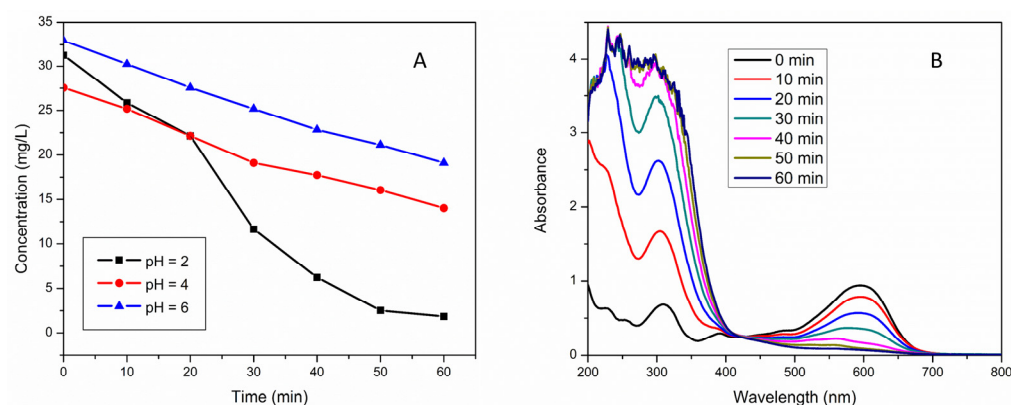 A
Concentration (mg/L)
35
30
25
20
15
10
5
0
pH = 2
pH = 4
pH = 6
0 10 20 30 40 50 60
Time (min)
B
Absorbance
4
3
2
1
0
0 min
10 min
20 min
30 min
40 min
50 min
60 min
200 300 400 500 600 700 800
Wavelength (nm)